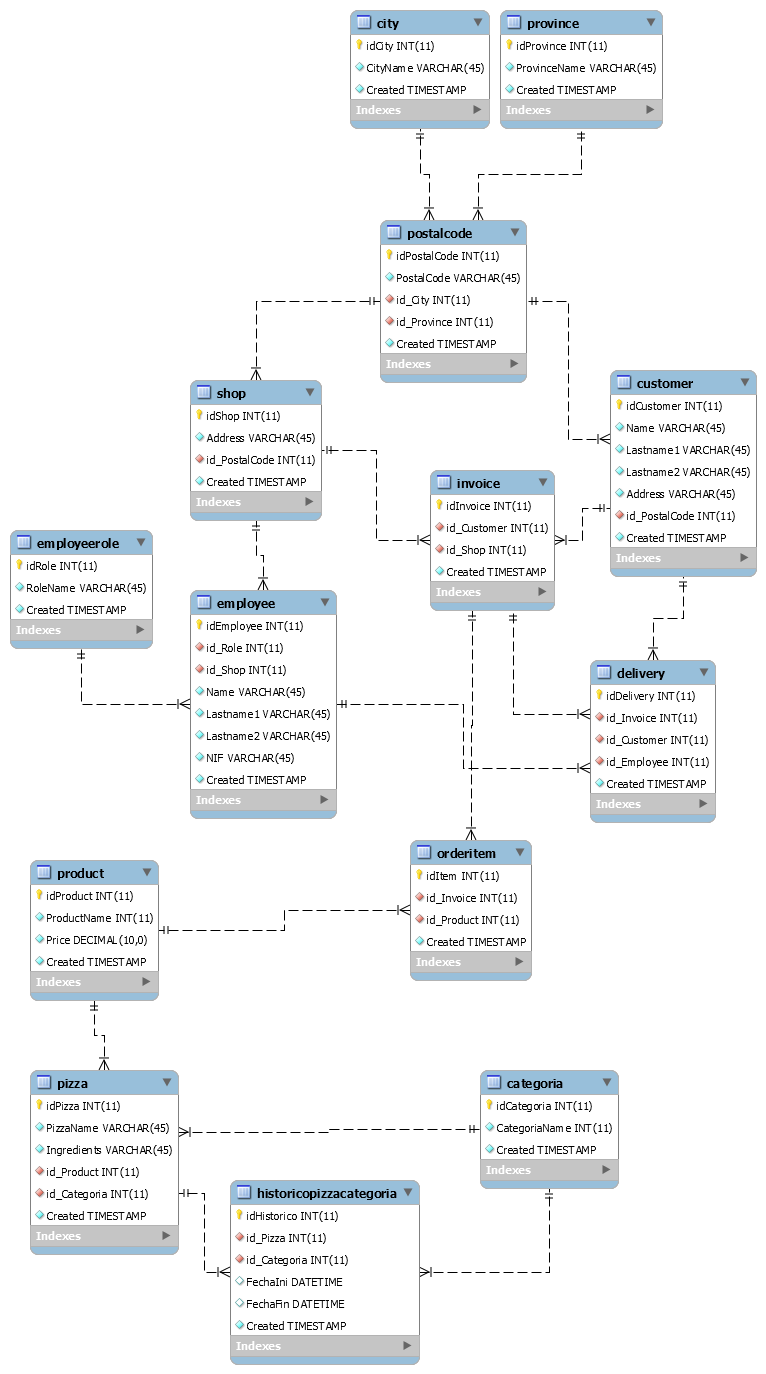 city
idCity INT(11)
CityName VARCHAR(45)
Created TIMESTAMP
Indexes
province
idProvince INT(11)
ProvinceName VARCHAR(45)
Created TIMESTAMP
Indexes
postalcode
idPostalCode INT(11)
PostalCode VARCHAR(45)
id_City INT(11)
id_Province INT(11)
Created TIMESTAMP
Indexes
shop
idShop INT(11)
Address VARCHAR(45)
id_PostalCode INT(11)
Created TIMESTAMP
Indexes
customer
idCustomer INT(11)
Name VARCHAR(45)
Lastname1 VARCHAR(45)
Lastname2 VARCHAR(45)
Address VARCHAR(45)
id_PostalCode INT(11)
Created TIMESTAMP
Indexes
invoice
idInvoice INT(11)
id_Customer INT(11)
id_Shop INT(11)
Created TIMESTAMP
Indexes
employeerole
idRole INT(11)
RoleName VARCHAR(45)
Created TIMESTAMP
Indexes
employee
idEmployee INT(11)
id_Role INT(11)
id_Shop INT(11)
Name VARCHAR(45)
Lastname1 VARCHAR(45)
Lastname2 VARCHAR(45)
NIF VARCHAR(45)
Created TIMESTAMP
Indexes
delivery
idDelivery INT(11)
id_Invoice INT(11)
id_Customer INT(11)
id_Employee INT(11)
Created TIMESTAMP
Indexes
orderitem
idItem INT(11)
id_Invoice INT(11)
id_Product INT(11)
Created TIMESTAMP
Indexes
product
idProduct INT(11)
ProductName INT(11)
Price DECIMAL(10,0)
Created TIMESTAMP
Indexes
pizza
idPizza INT(11)
PizzaName VARCHAR(45)
Ingredients VARCHAR(45)
id_Product INT(11)
id_Categoria INT(11)
Created TIMESTAMP
Indexes
categoria
idCategoria INT(11)
CategoriaName INT(11)
Created TIMESTAMP
Indexes
historicopizzacategoria
idHistorico INT(11)
id_Pizza INT(11)
id_Categoria INT(11)
FechaIni DATETIME
FechaFin DATETIME
Created TIMESTAMP
Indexes